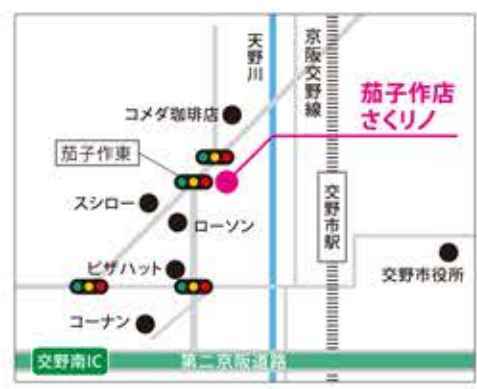 天野川
京阪交野線
茄子作店
さくリノ
コメダ珈琲店
茄子作東
スシロー
ローソン
交野市駅
ピザハット
交野市役所
コーナン
交野南IC
第二京阪道路